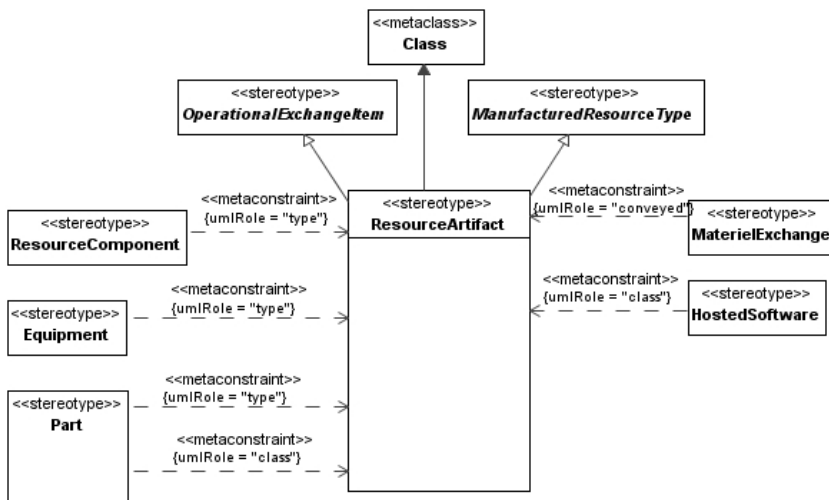 <<metaclass>>
Class
<<stereotype>>
OperationalExchangeItem
<<stereotype>>
ManufacturedResourceType
<<metaconstraint>>
{umlRole = "type"}
<<stereotype>>
ResourceComponent
<<stereotype>>
ResourceArtifact
<<metaconstraint>>
{umlRole = "conveyed"}
<<stereotype>>
MaterielExchange
<<metaconstraint>>
{umlRole = "type"}
<<stereotype>>
Equipment
<<metaconstraint>>
{umlRole = "class"}
<<stereotype>>
HostedSoftware
<<stereotype>>
Part
<<metaconstraint>>
{umlRole = "type"}
<<metaconstraint>>
{umlRole = "class"}